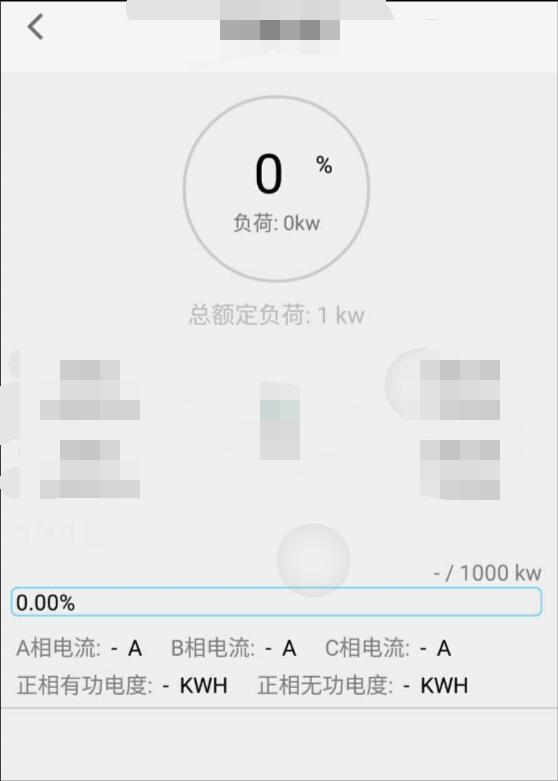 0 %
负荷: 0kw
总额定负荷: 1 kw
- / 1000 kw
0.00%
A相电流: - A B相电流: - A C相电流: - A
正相有功电度: - KWH 正相无功电度: - KWH